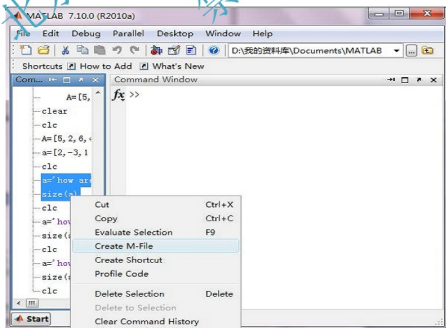 MATLAB 7.10.0 (R2010a)
File Edit Debug Parallel Desktop Window Help
D:\我的资料库\Documents\MATLAB
Shortcuts How to Add What's New
Com... Command Window
A=[5,
fx >>
clear
clc
A=[5,2,6,
a=[2,-3,1
clc
a='how are
size(a)
clc
a='how
size(a
clc
a='how
size(a
clc
Cut Ctrl+X
Copy Ctrl+C
Evaluate Selection F9
Create M-File
Create Shortcut
Profile Code
Delete Selection Delete
Delete to Selection
Clear Command History
Start